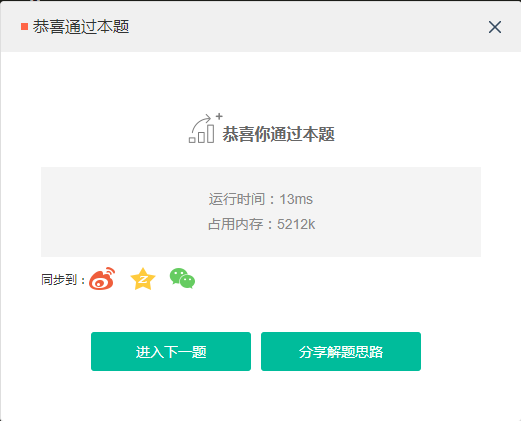 恭喜通过本题
恭喜你通过本题
运行时间：13ms
占用内存：5212k
同步到：
进入下一题
分享解题思路